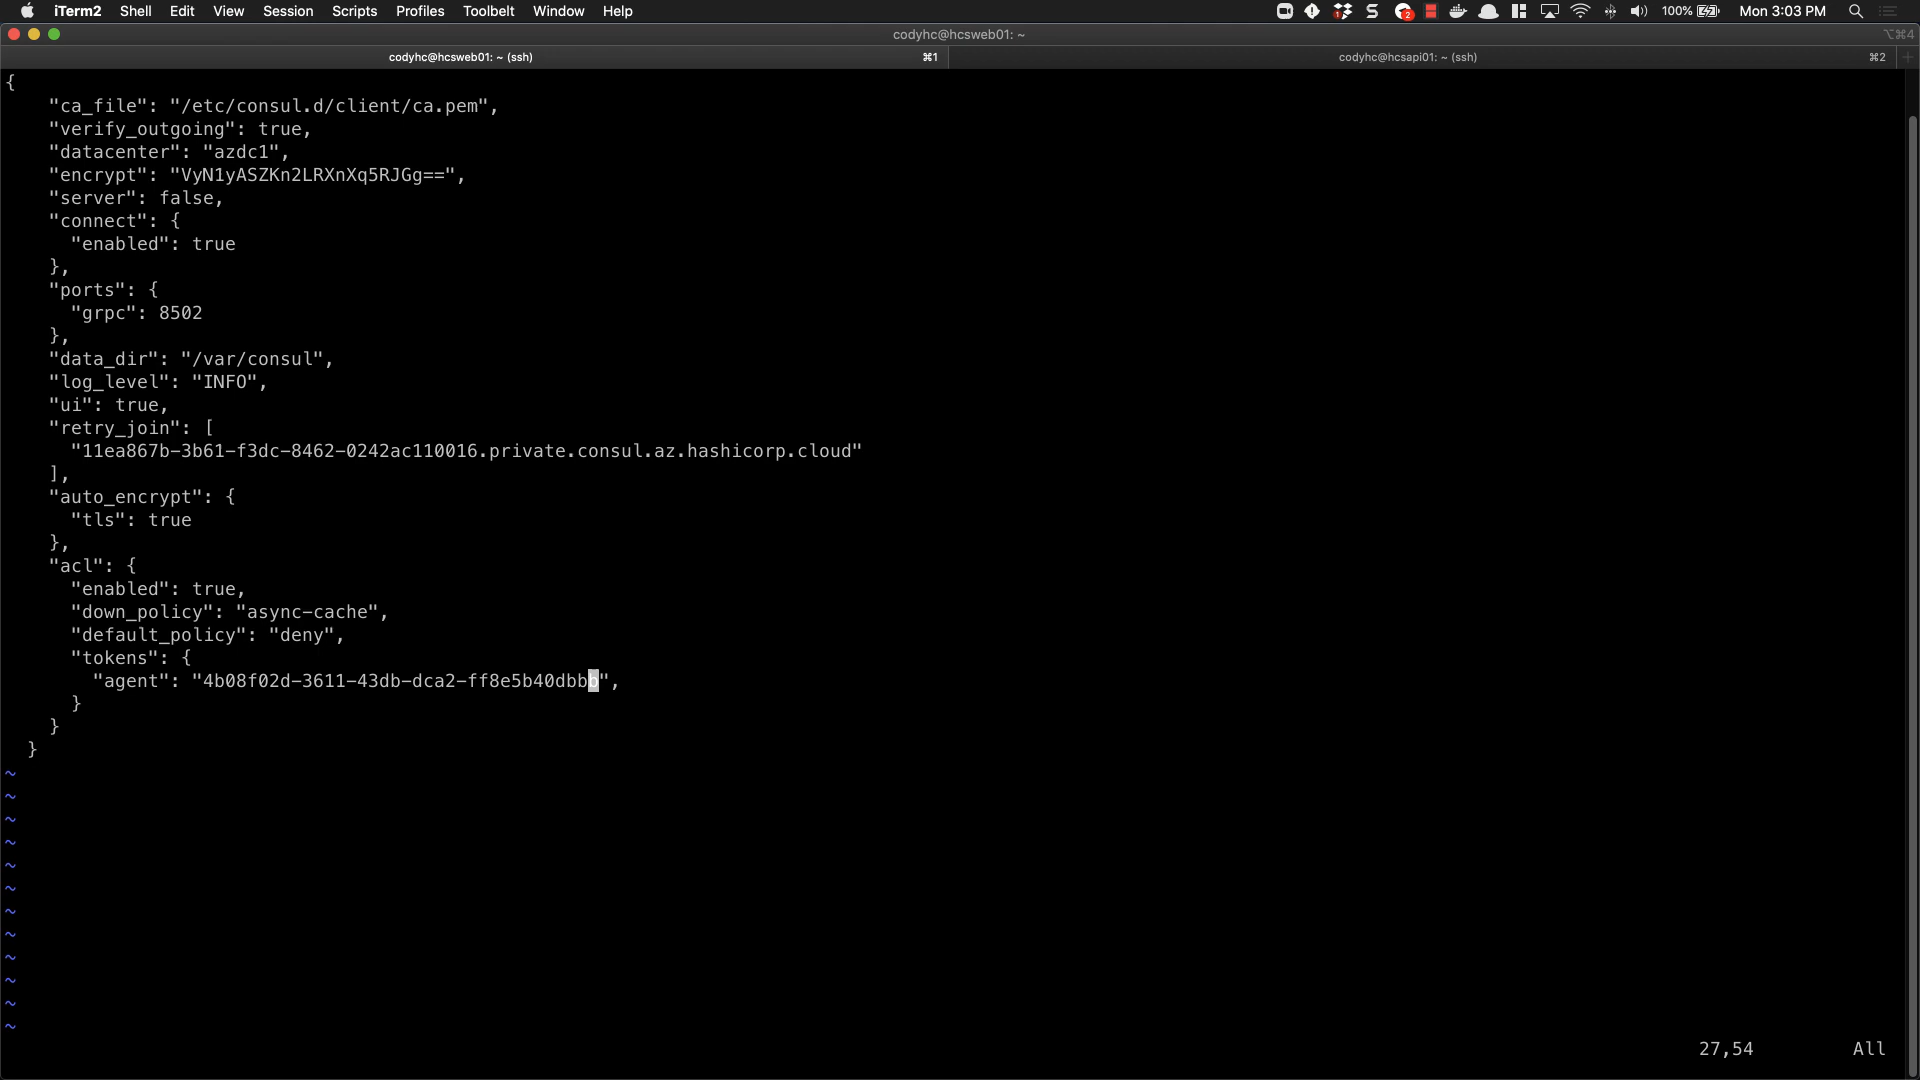 iTerm2 Shell Edit View Session Scripts Profiles Toolbelt Window Help 1 2 100% Mon 3:03 PM
codyhc@hcsweb01: ~ ⌥⌘4
codyhc@hcsweb01: ~ (ssh) ⌘1 codyhc@hcsapi01: ~ (ssh) ⌘2 +
{
    "ca_file": "/etc/consul.d/client/ca.pem",
    "verify_outgoing": true,
    "datacenter": "azdc1",
    "encrypt": "VyN1yASZKn2LRXnXq5RJGg==",
    "server": false,
    "connect": {
      "enabled": true
    },
    "ports": {
      "grpc": 8502
    },
    "data_dir": "/var/consul",
    "log_level": "INFO",
    "ui": true,
    "retry_join": [
      "11ea867b-3b61-f3dc-8462-0242ac110016.private.consul.az.hashicorp.cloud"
    ],
    "auto_encrypt": {
      "tls": true
    },
    "acl": {
      "enabled": true,
      "down_policy": "async-cache",
      "default_policy": "deny",
      "tokens": {
        "agent": "4b08f02d-3611-43db-dca2-ff8e5b40dbbb",
      }
    }
  }
~
~
~
~
~
~
~
~
~
~
~
~
27,54 All